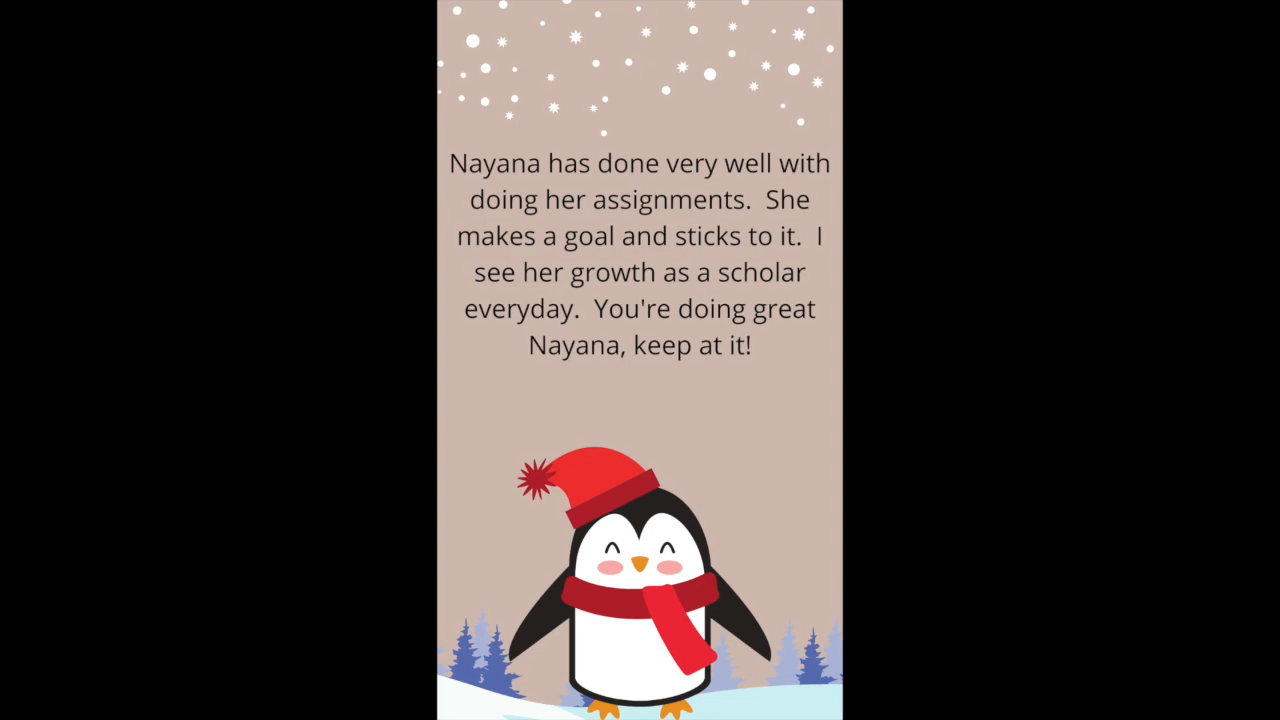 Nayana has done very well with
doing her assignments.  She
makes a goal and sticks to it.  I
see her growth as a scholar
everyday.  You're doing great
Nayana, keep at it!